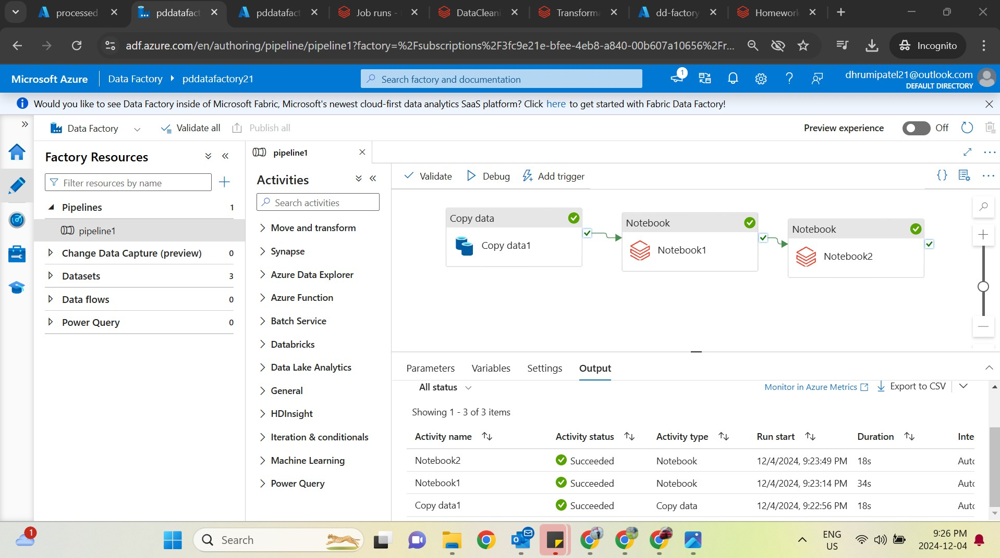 processed
pddatafact
pddatafact
Job runs -
DataCleani
Transforma
dd-factory
Homework
adf.azure.com/en/authoring/pipeline/pipeline1?factory=%2Fsubscriptions%2F3fc9e21e-bfee-4eb8-a840-00b607a10656%2Fr...
Incognito
Microsoft Azure
Data Factory
pddatafactory21
Search factory and documentation
1
dhrumipatel21@outlook.com
DEFAULT DIRECTORY
Would you like to see Data Factory inside of Microsoft Fabric, Microsoft's newest cloud-first data analytics SaaS platform? Click here to get started with Fabric Data Factory!
Data Factory
Validate all
Publish all
Preview experience
Off
Factory Resources
Filter resources by name
Pipelines 1
pipeline1
Change Data Capture (preview) 0
Datasets 3
Data flows 0
Power Query 0
pipeline1
Activities
Search activities
Move and transform
Synapse
Azure Data Explorer
Azure Function
Batch Service
Databricks
Data Lake Analytics
General
HDInsight
Iteration & conditionals
Machine Learning
Power Query
Validate
Debug
Add trigger
Copy data
Copy data1
Notebook
Notebook1
Notebook
Notebook2
Parameters
Variables
Settings
Output
All status
Monitor in Azure Metrics
Export to CSV
Showing 1 - 3 of 3 items
Activity name Activity status Activity type Run start Duration Inte
Notebook2 Succeeded Notebook 12/4/2024, 9:23:49 PM 18s Auto
Notebook1 Succeeded Notebook 12/4/2024, 9:23:14 PM 34s Auto
Copy data1 Succeeded Copy data 12/4/2024, 9:22:56 PM 18s Auto
1
Search
ENG
US
9:26 PM
2024-12-04